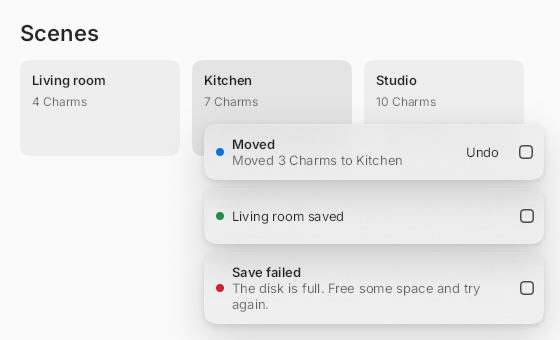 Scenes
Living room
4 Charms
Kitchen
7 Charms
Studio
10 Charms
Moved
Moved 3 Charms to Kitchen
Undo
Living room saved
Save failed
The disk is full. Free some space and try
again.